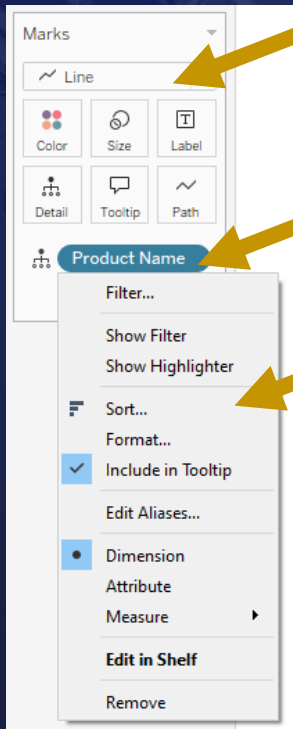 Marks
Line
Color Size Label
Detail Tooltip Path
Product Name
Filter...
Show Filter
Show Highlighter
Sort...
Format...
Include in Tooltip
Edit Aliases...
Dimension
Attribute
Measure
Edit in Shelf
Remove